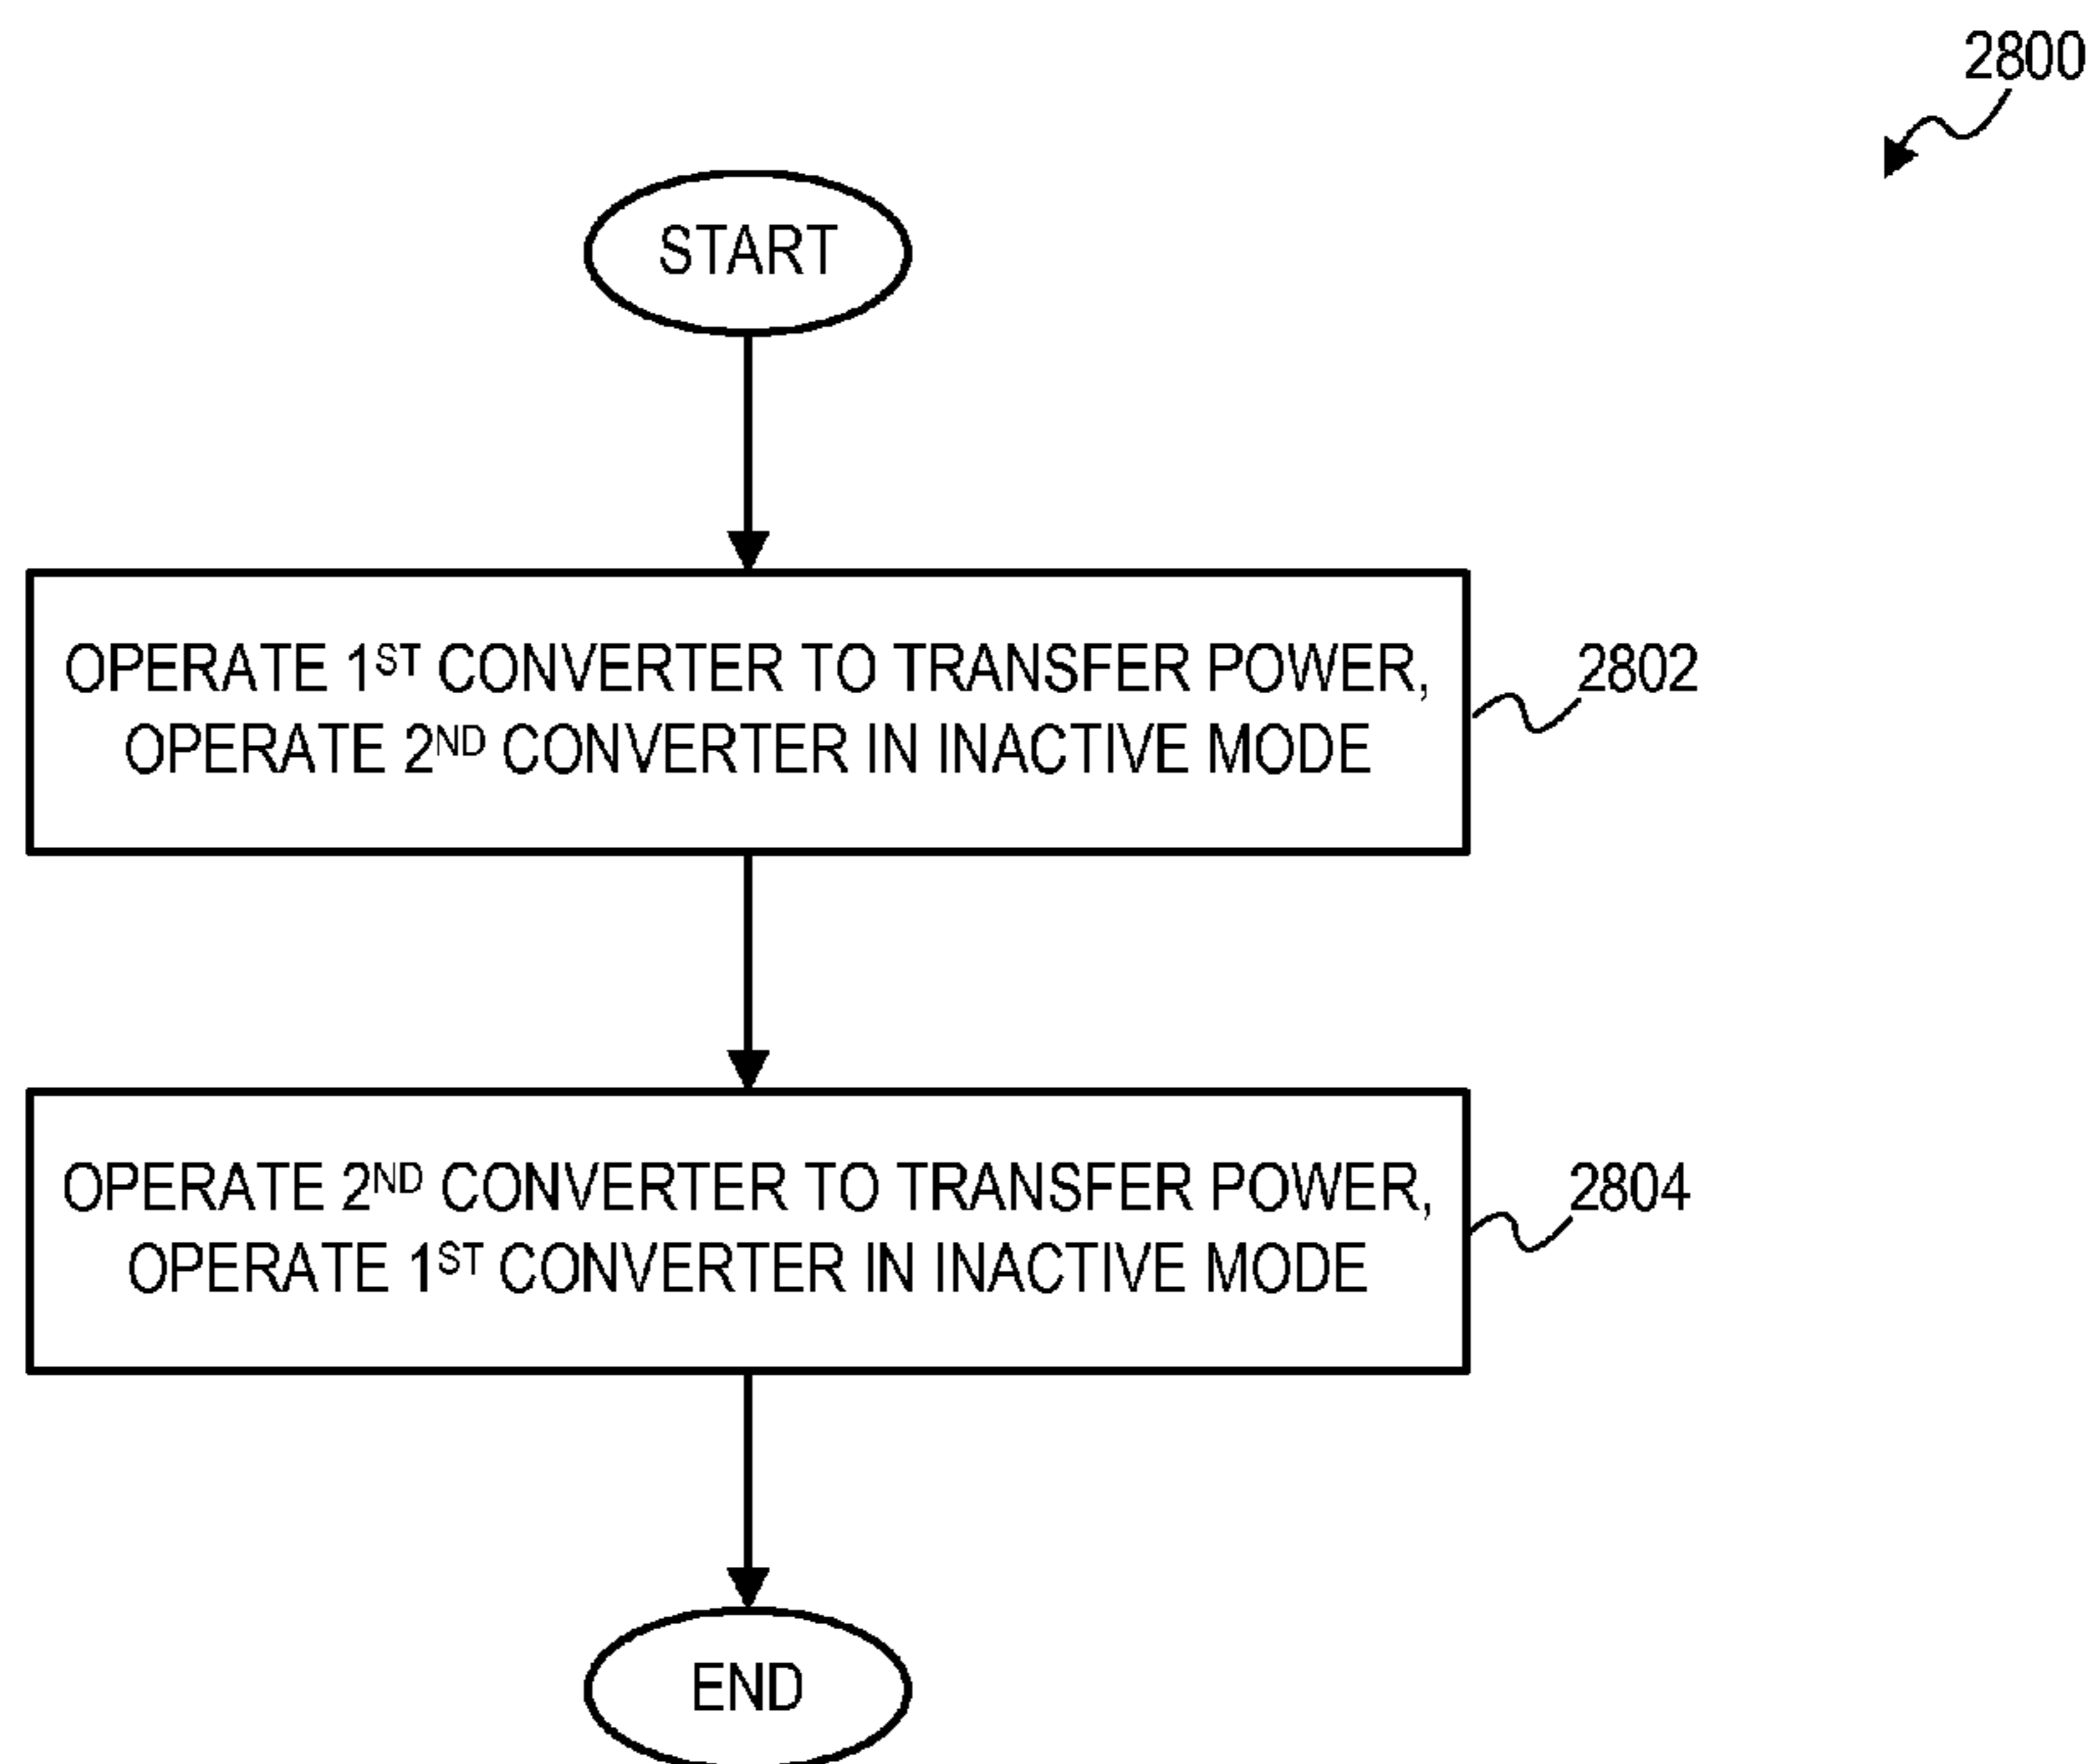 2800
START
OPERATE 1ST CONVERTER TO TRANSFER POWER,
OPERATE 2ND CONVERTER IN INACTIVE MODE
2802
OPERATE 2ND CONVERTER TO TRANSFER POWER,
OPERATE 1ST CONVERTER IN INACTIVE MODE
2804
END